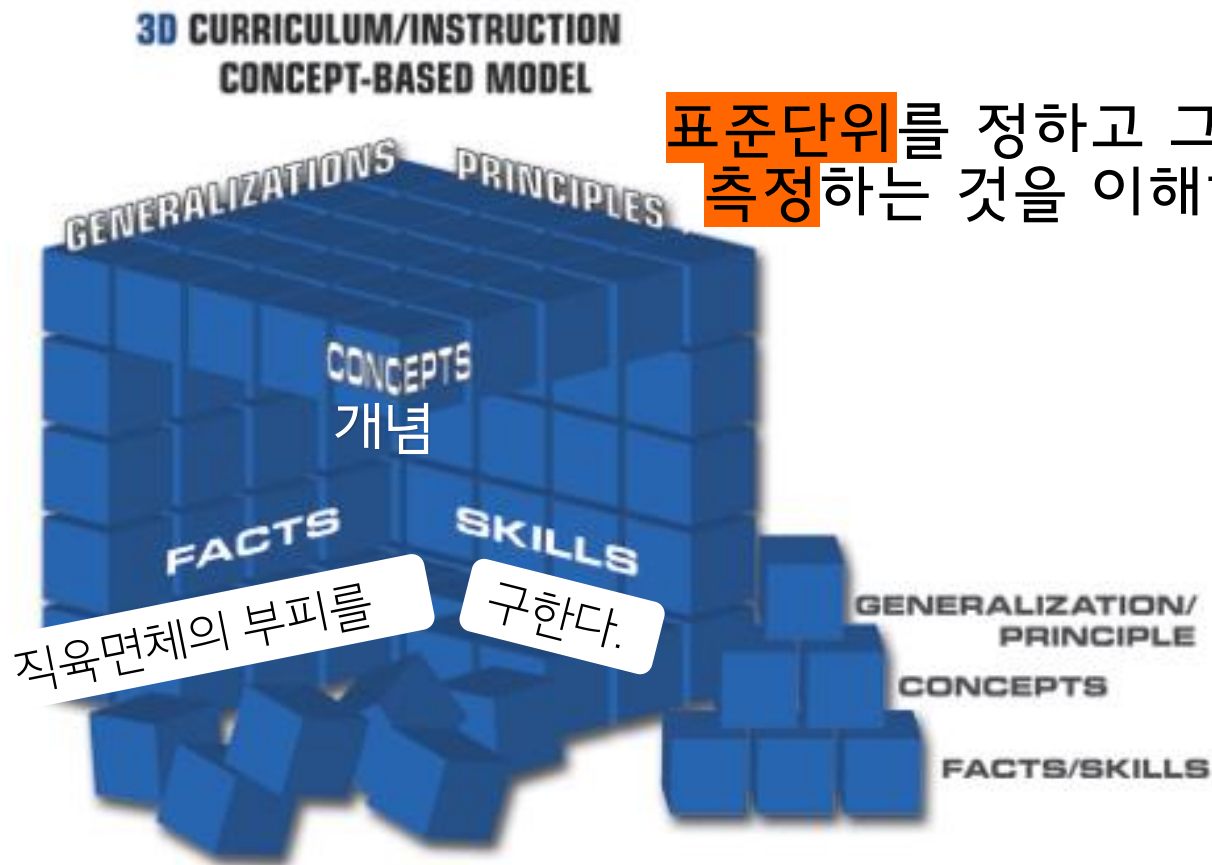 3D CURRICULUM/INSTRUCTION
CONCEPT-BASED MODEL
표준단위를 정하고 그
측정하는 것을 이해
GENERALIZATIONS
PRINCIPLES
CONCEPTS
개념
FACTS
SKILLS
직육면체의 부피를
구한다.
GENERALIZATION/
PRINCIPLE
CONCEPTS
FACTS/SKILLS